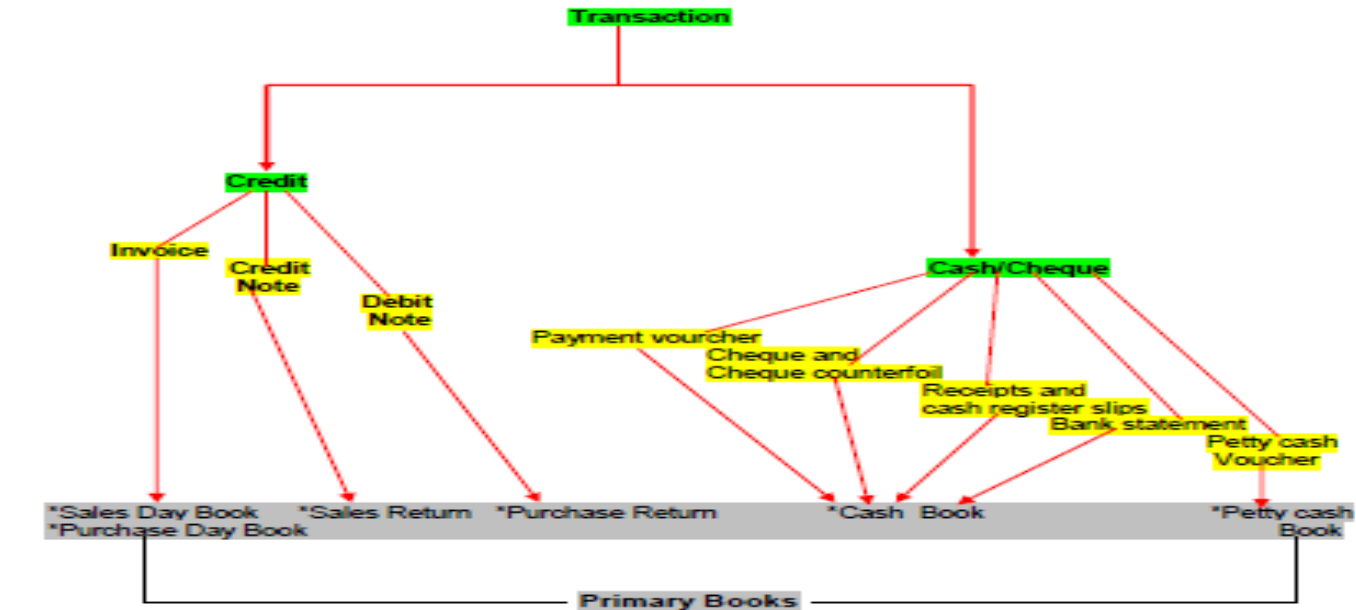 Transaction
Credit
Invoice
Credit
Note
Debit
Note
Cash/Cheque
Payment vourcher
Cheque and
Cheque counterfoil
Receipts and
cash register slips
Bank statement
Petty cash
Voucher
*Sales Day Book
*Purchase Day Book
*Sales Return
*Purchase Return
*Cash Book
*Petty cash
Book
Primary Books